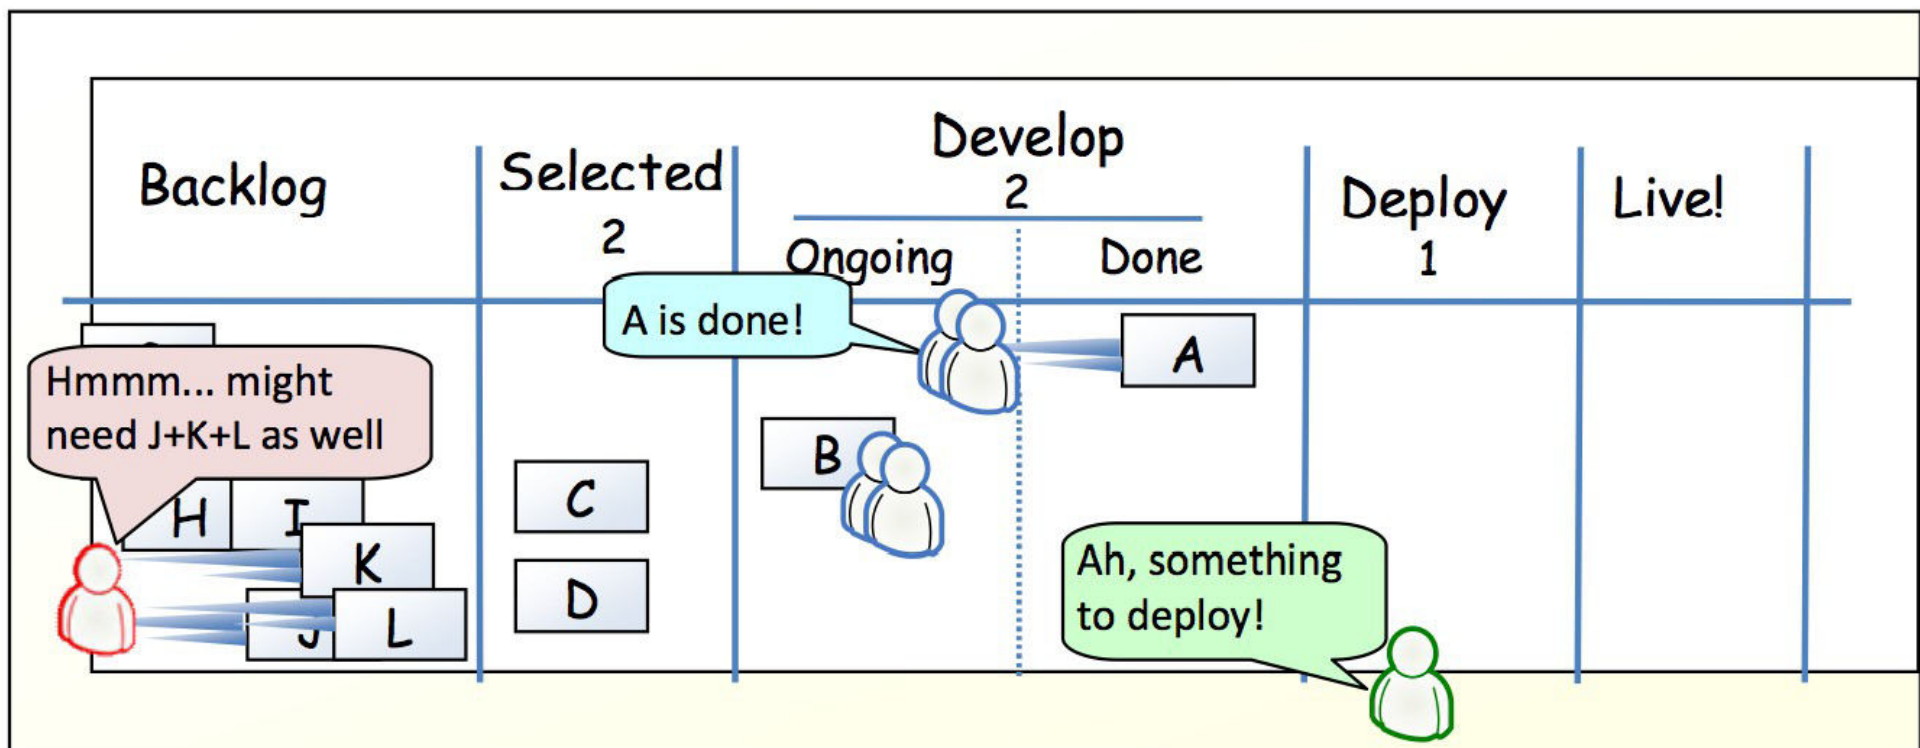 Backlog
Selected
2
Develop
2
Ongoing
Done
Deploy
1
Live!
A is done!
A
Hmmm... might
need J+K+L as well
B
H
I
C
K
D
J
L
Ah, something
to deploy!